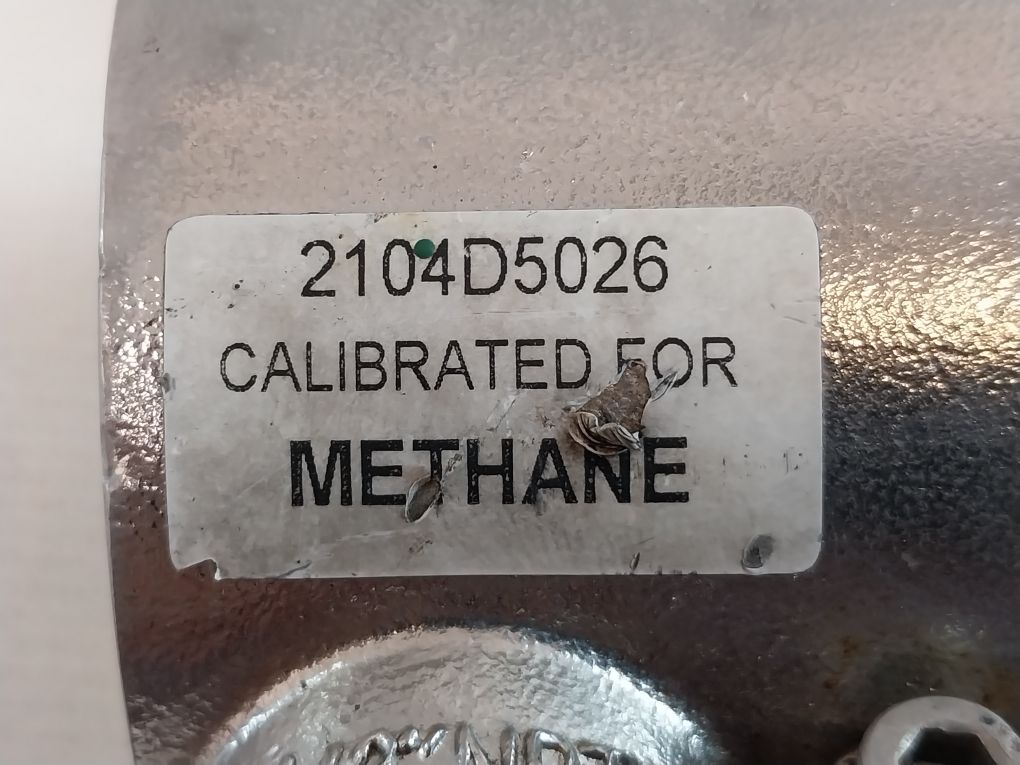 2104D5026
CALIBRATED FOR
METHANE